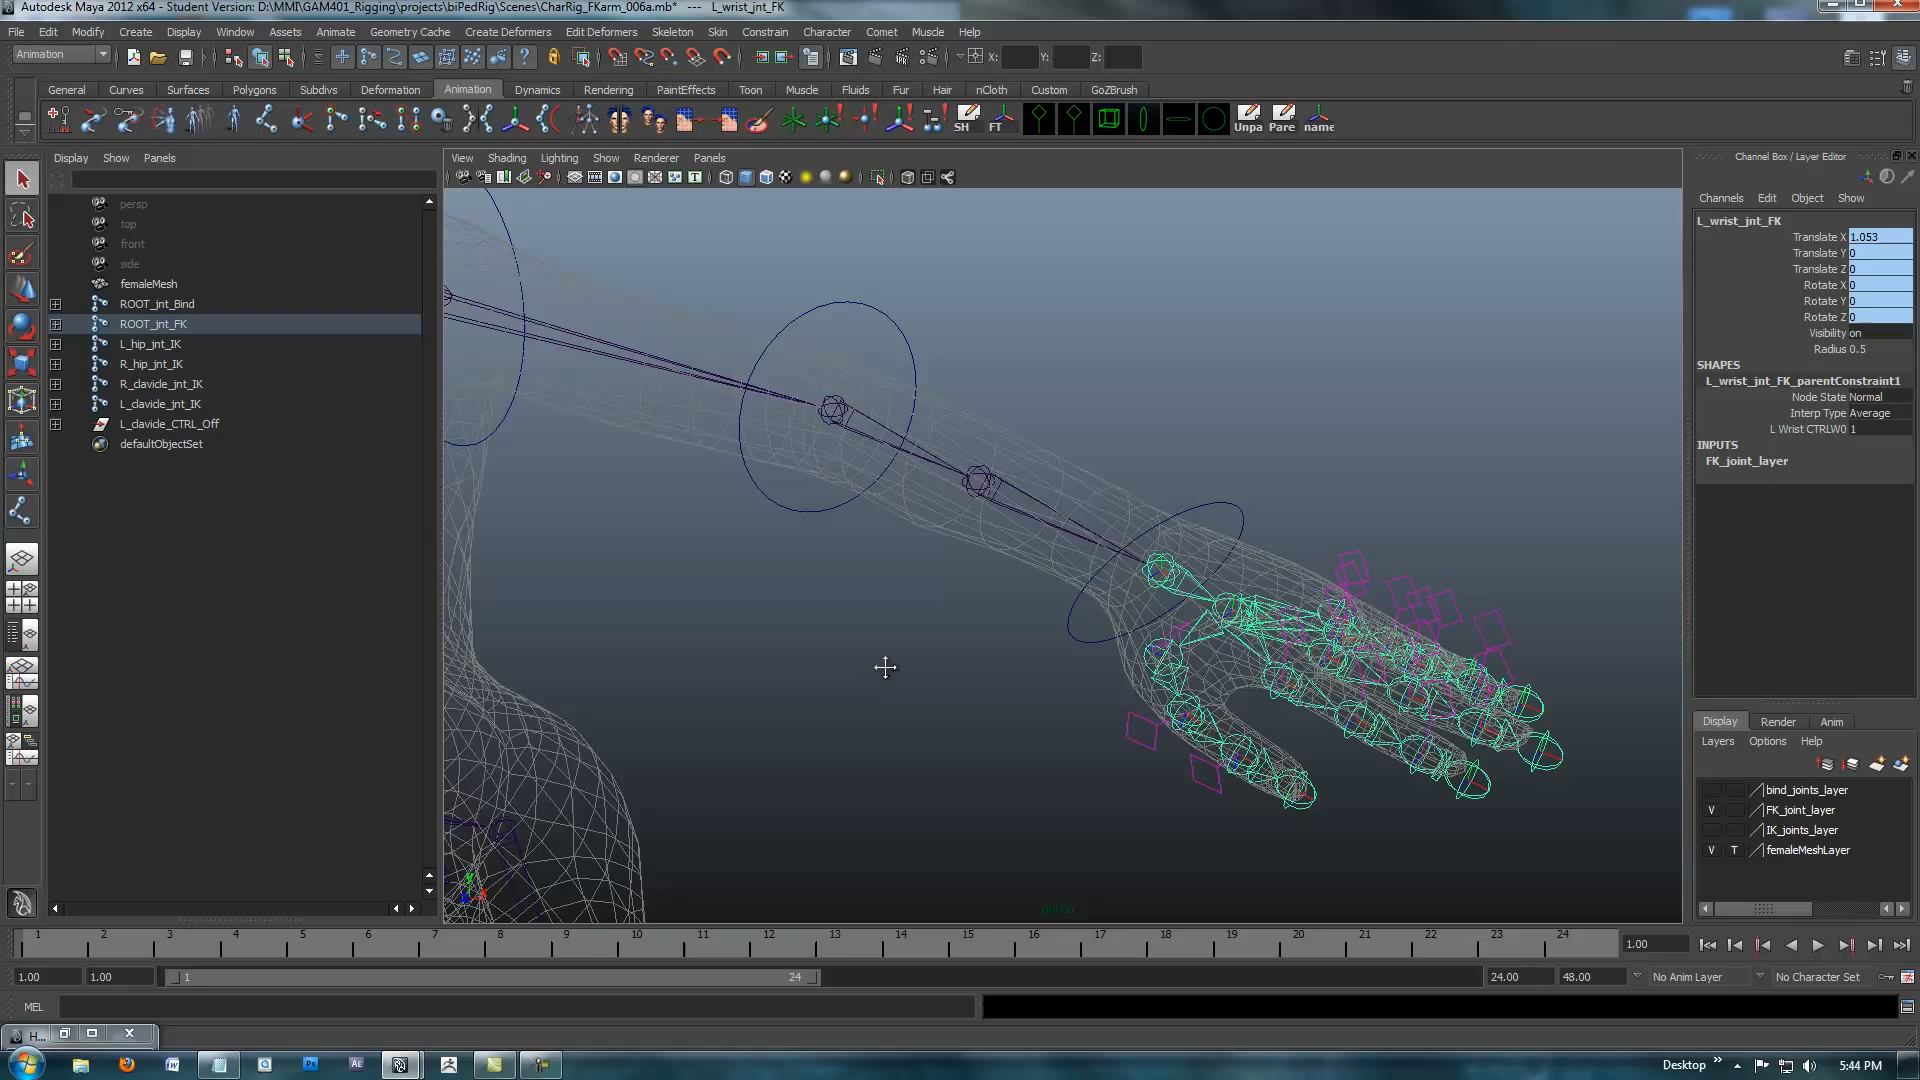 Autodesk Maya 2012 x64 - Student Version: D:\MMI\GAM401_Rigging\projects\biPedRig\Scenes\CharRig_FKarm_006a.mb* --- L_wrist_jnt_FK
File Edit Modify Create Display Window Assets Animate Geometry Cache Create Deformers Edit Deformers Skeleton Skin Constrain Character Comet Muscle Help
Animation X: Y: Z:
General Curves Surfaces Polygons Subdivs Deformation Animation Dynamics Rendering PaintEffects Toon Muscle Fluids Fur Hair nCloth Custom GoZBrush
SH FT Unpa Pare name
Display Show Panels
View Shading Lighting Show Renderer Panels
persp
top
front
side
femaleMesh
ROOT_jnt_Bind
ROOT_jnt_FK
L_hip_jnt_IK
R_hip_jnt_IK
R_clavicle_jnt_IK
L_clavicle_jnt_IK
L_clavicle_CTRL_Off
defaultObjectSet
persp
Channel Box / Layer Editor
Channels Edit Object Show
L_wrist_jnt_FK
Translate X 1.053
Translate Y 0
Translate Z 0
Rotate X 0
Rotate Y 0
Rotate Z 0
Visibility on
Radius 0.5
SHAPES
L_wrist_jnt_FK_parentConstraint1
Node State Normal
Interp Type Average
L Wrist CTRLW0 1
INPUTS
FK_joint_layer
Display Render Anim
Layers Options Help
bind_joints_layer
V FK_joint_layer
IK_joints_layer
V T femaleMeshLayer
1 2 3 4 5 6 7 8 9 10 11 12 13 14 15 16 17 18 19 20 21 22 23 24 1.00
1.00 1.00 1 24 24.00 48.00 No Anim Layer No Character Set
MEL
H...
Desktop 5:44 PM